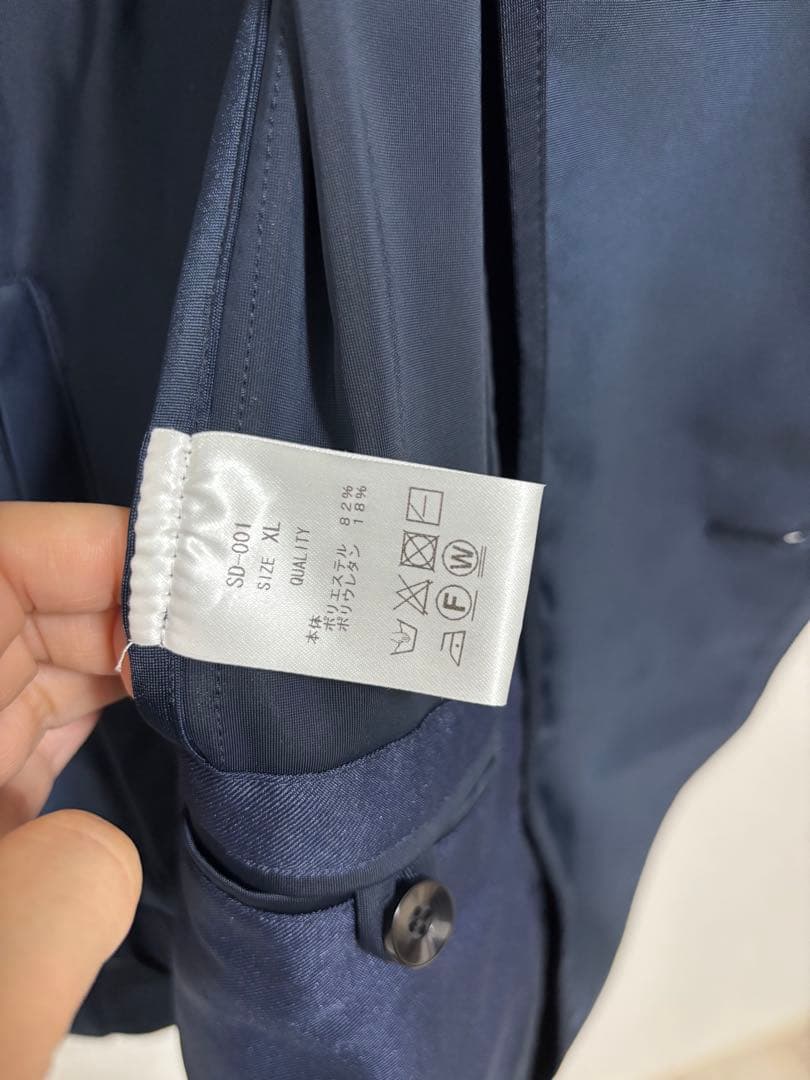 SD-001
SIZE XL
QUALITY
本体
ポリエステル 82%
ポリウレタン 18%
F W